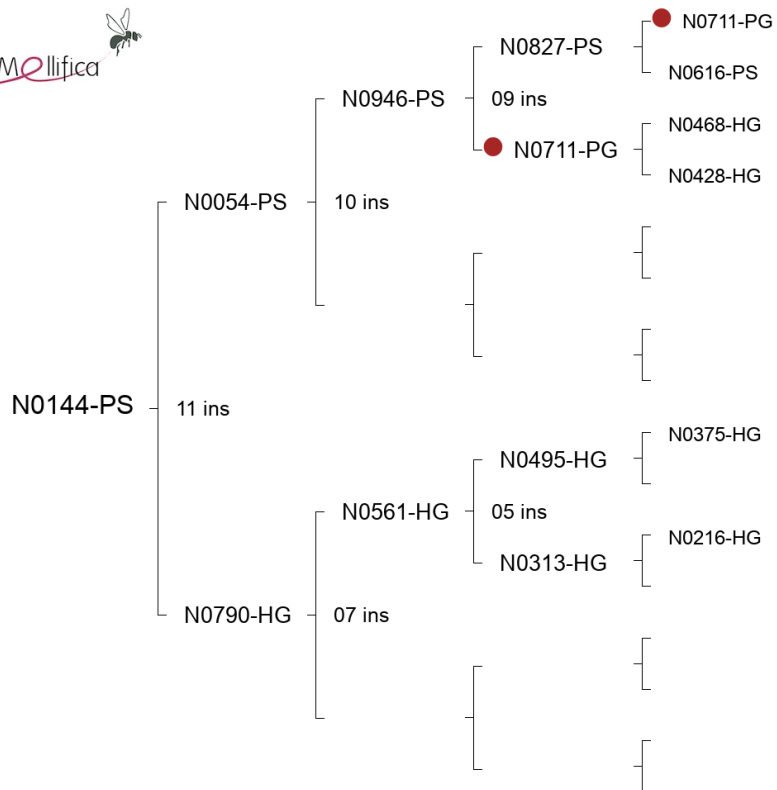 Mellifica
N0711-PG
N0827-PS
N0616-PS
N0946-PS
09 ins
N0468-HG
N0711-PG
N0428-HG
N0054-PS
10 ins
N0144-PS
11 ins
N0375-HG
N0495-HG
N0561-HG
05 ins
N0216-HG
N0313-HG
N0790-HG
07 ins